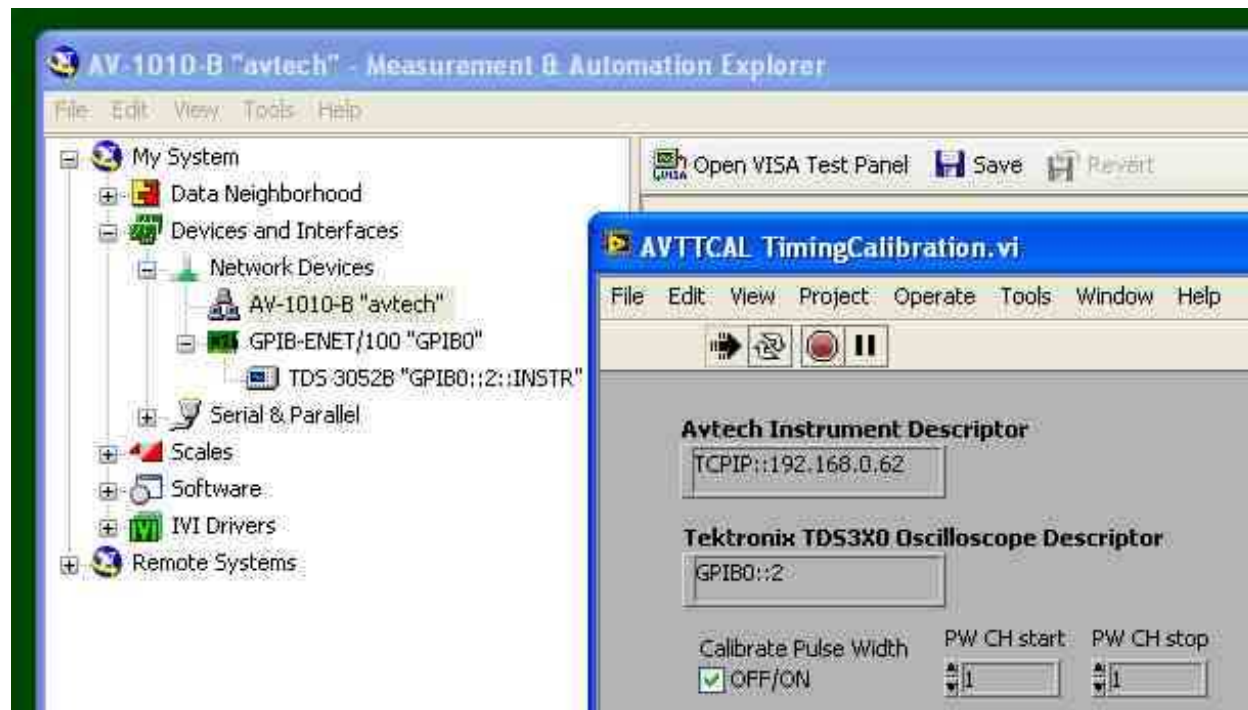 AV-1010-B "avtech" - Measurement & Automation Explorer
File Edit View Tools Help
My System
Data Neighborhood
Devices and Interfaces
Network Devices
AV-1010-B "avtech"
GPIB-ENET/100 "GPIB0"
TDS 3052B "GPIB0::2::INSTR"
Serial & Parallel
Scales
Software
IVI Drivers
Remote Systems
Open VISA Test Panel Save Revert
AVTTCAL TimingCalibration.vi
File Edit View Project Operate Tools Window Help
Avtech Instrument Descriptor
TCPIP::192.168.0.62
Tektronix TDS3X0 Oscilloscope Descriptor
GPIB0::2
Calibrate Pulse Width PW CH start PW CH stop
OFF/ON 1 1